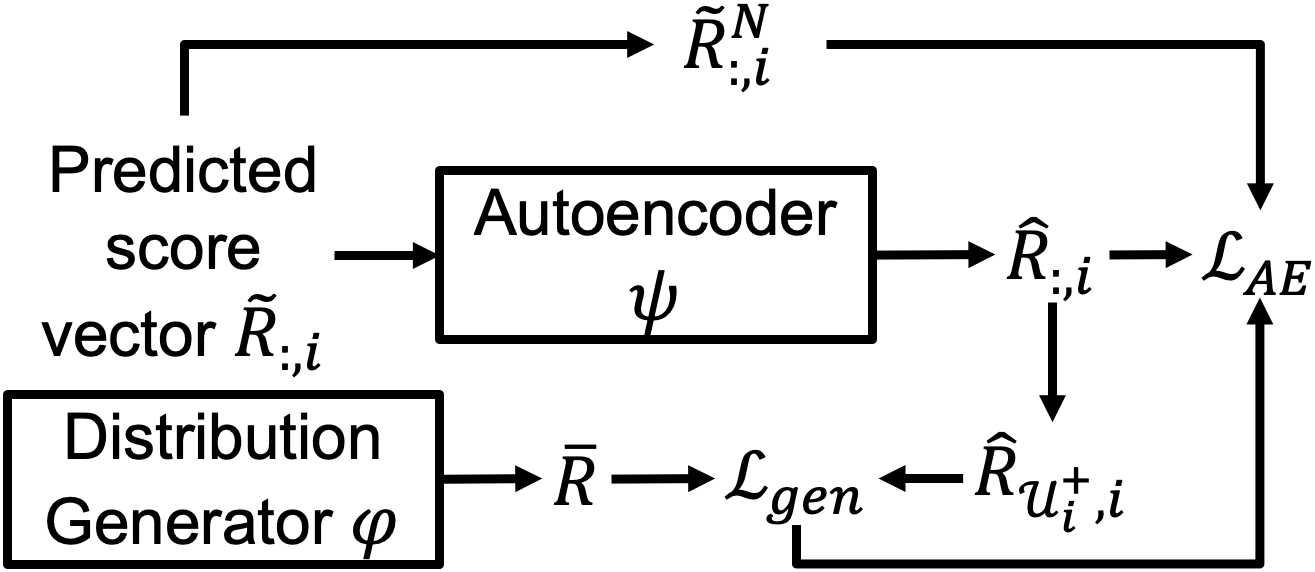 R̃^N_{:,i}
Predicted
score
vector R̃_{:,i}
Autoencoder
ψ
R̂_{:,i}
ℒ_{AE}
Distribution
Generator φ
R̄
ℒ_{gen}
R̂_{𝒰_i^+,i}